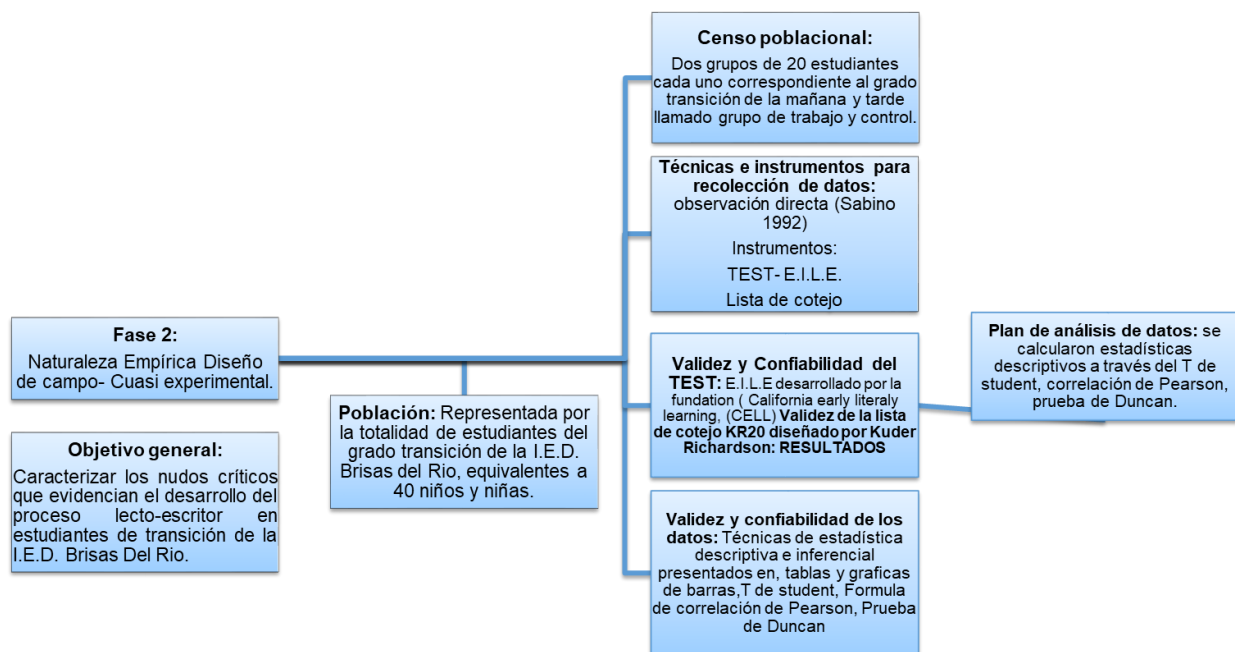 Censo poblacional:
Dos grupos de 20 estudiantes
cada uno correspondiente al grado
transición de la mañana y tarde
llamado grupo de trabajo y control.
Técnicas e instrumentos para
recolección de datos:
observación directa (Sabino
1992)
Instrumentos:
TEST- E.I.L.E.
Lista de cotejo
Fase 2:
Naturaleza Empírica Diseño
de campo- Cuasi experimental.
Objetivo general:
Caracterizar los nudos críticos
que evidencian el desarrollo del
proceso lecto-escritor en
estudiantes de transición de la
I.E.D. Brisas Del Rio.
Población: Representada por
la totalidad de estudiantes del
grado transición de la I.E.D.
Brisas del Rio, equivalentes a
40 niños y niñas.
Validez y Confiabilidad del
TEST: E.I.L.E desarrollado por la
fundation ( California early literaly
learning, (CELL) Validez de la lista
de cotejo KR20 diseñado por Kuder
Richardson: RESULTADOS
Plan de análisis de datos: se
calcularon estadísticas
descriptivos a través del T de
student, correlación de Pearson,
prueba de Duncan.
Validez y confiabilidad de los
datos: Técnicas de estadística
descriptiva e inferencial
presentados en, tablas y graficas
de barras,T de student, Formula
de correlación de Pearson, Prueba
de Duncan